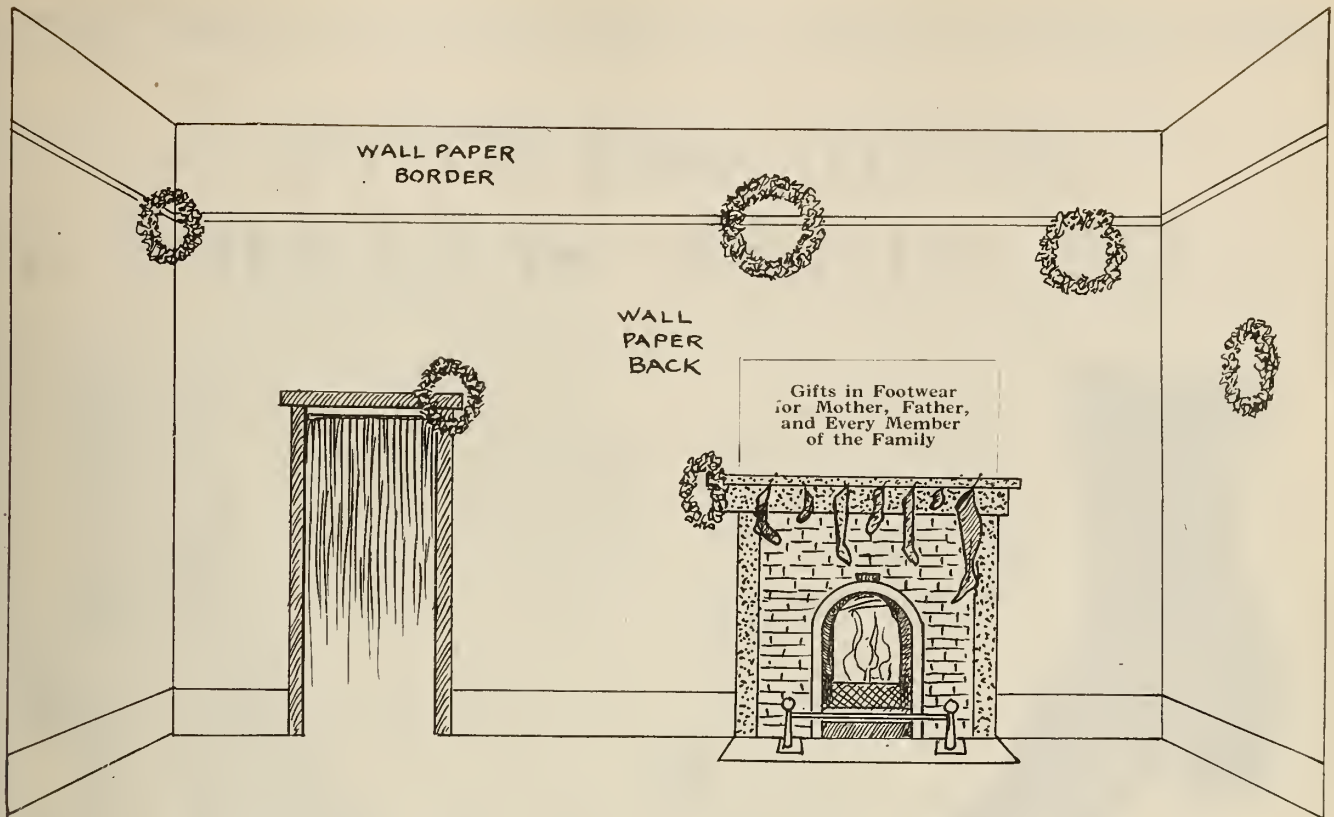 WALL PAPER
BORDER
WALL
PAPER
BACK
Gifts in Footwear
for Mother, Father,
and Every Member
of the Family